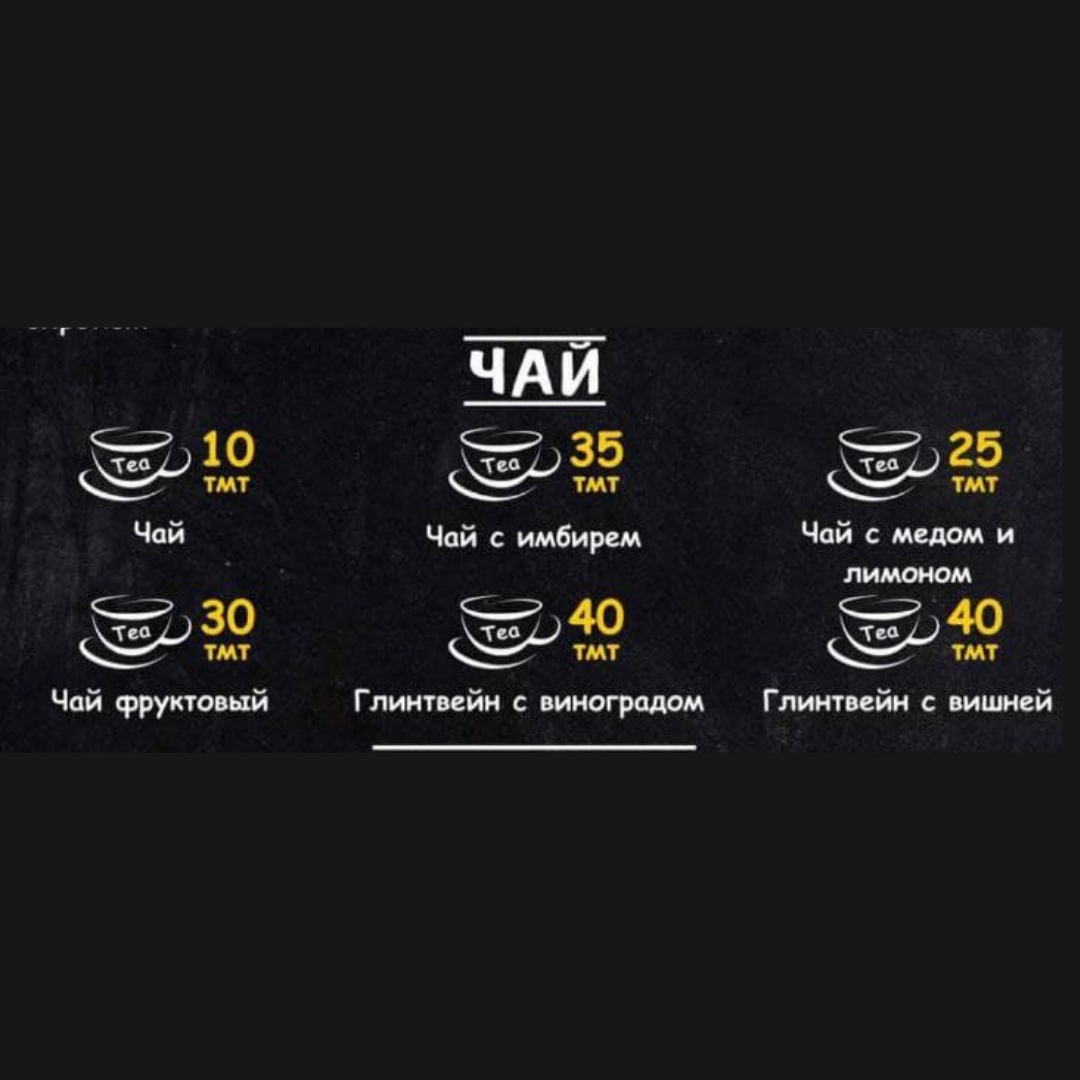 ЧАЙ
Tea 10 Tea 35 Tea 25
ТМТ ТМТ ТМТ
Чай Чай с имбирем Чай с медом и
лимоном
Tea 30 Tea 40 Tea 40
ТМТ ТМТ ТМТ
Чай фруктовый Глинтвейн с виноградом Глинтвейн с вишней